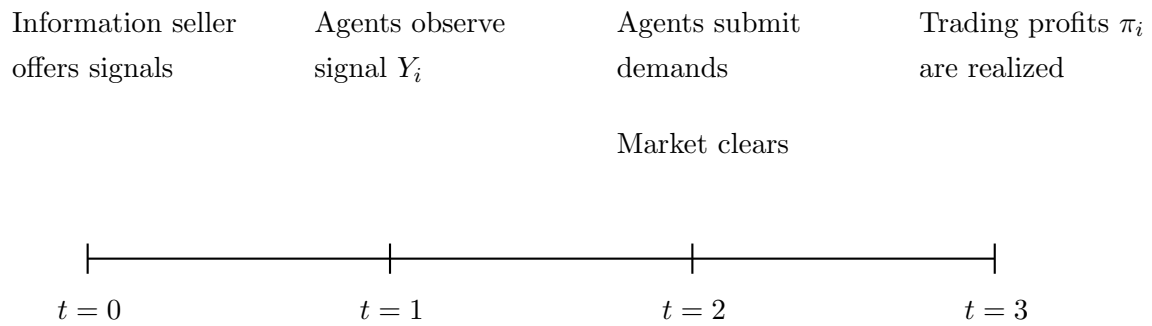 Information seller
offers signals
Agents observe
signal Y_i
Agents submit
demands
Market clears
Trading profits π_i
are realized
t = 0
t = 1
t = 2
t = 3